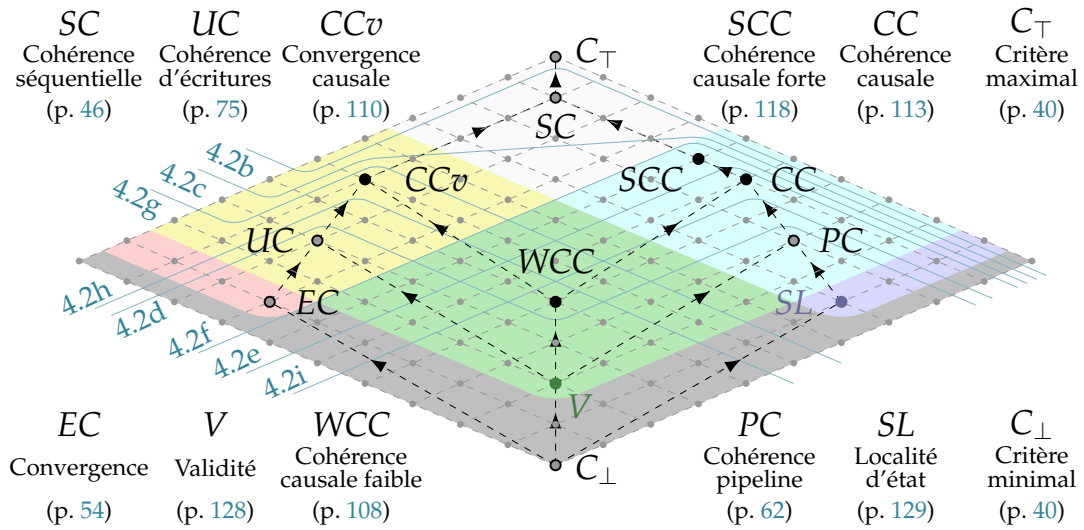 SC UC CCv SCC CC C⊤
Cohérence séquentielle (p. 46)
Cohérence d'écritures (p. 75)
Convergence causale (p. 110)
Cohérence causale forte (p. 118)
Cohérence causale (p. 113)
Critère maximal (p. 40)
C⊤
SC
4.2b
4.2c
4.2g
CCv
SCC
CC
UC
PC
WCC
4.2h
4.2d
4.2f
4.2e
4.2i
EC
SL
V
C⊥
EC V WCC PC SL C⊥
Convergence (p. 54)
Validité (p. 128)
Cohérence causale faible (p. 108)
Cohérence pipeline (p. 62)
Localité d'état (p. 129)
Critère minimal (p. 40)